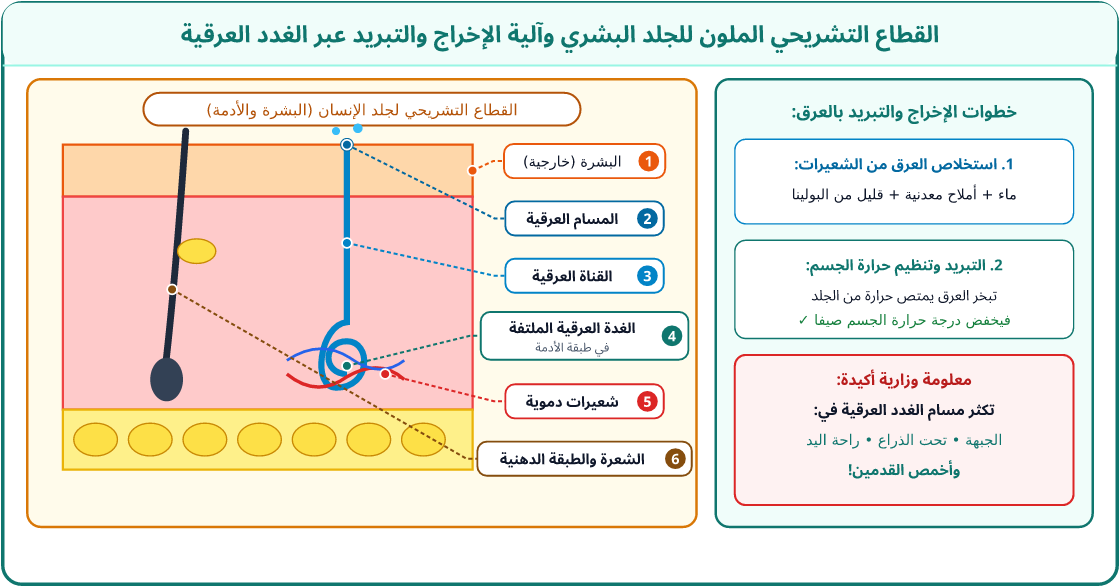 القطاع التشريحي الملون للجلد البشري وآلية الإخراج والتبريد عبر الغدد العرقية
خطوات الإخراج والتبريد بالعرق:
1. استخلاص العرق من الشعيرات:
ماء + أملاح معدنية + قليل من البولينا
2. التبريد وتنظيم حرارة الجسم:
تبخر العرق يمتص حرارة من الجلد
فيخفض درجة حرارة الجسم صيفا ✓
معلومة وزارية أكيدة:
تكثر مسام الغدد العرقية في:
الجبهة • تحت الذراع • راحة اليد
وأخمص القدمين!
القطاع التشريحي لجلد الإنسان (البشرة والأدمة)
1 البشرة (خارجية)
2 المسام العرقية
3 القناة العرقية
4 الغدة العرقية الملتفة
في طبقة الأدمة
5 شعيرات دموية
6 الشعرة والطبقة الدهنية